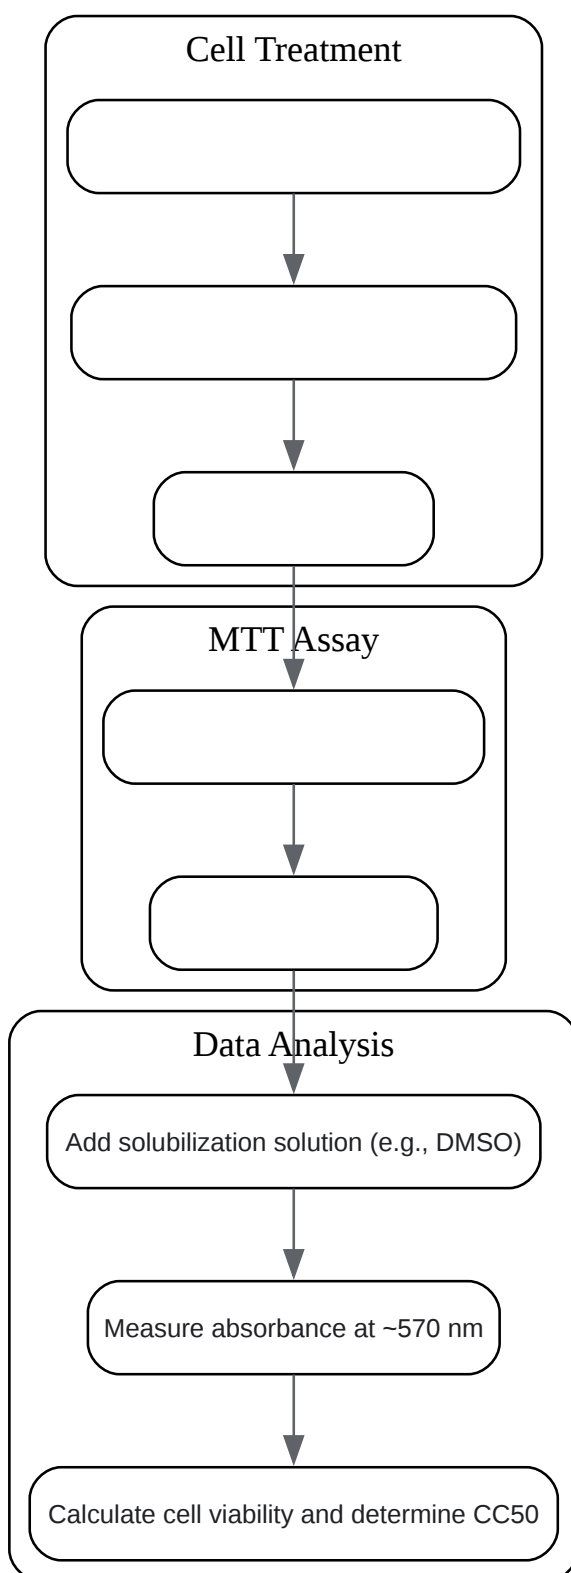 Cell Treatment
MTT Assay
Data Analysis
Add solubilization solution (e.g., DMSO)
Measure absorbance at ~570 nm
Calculate cell viability and determine CC50